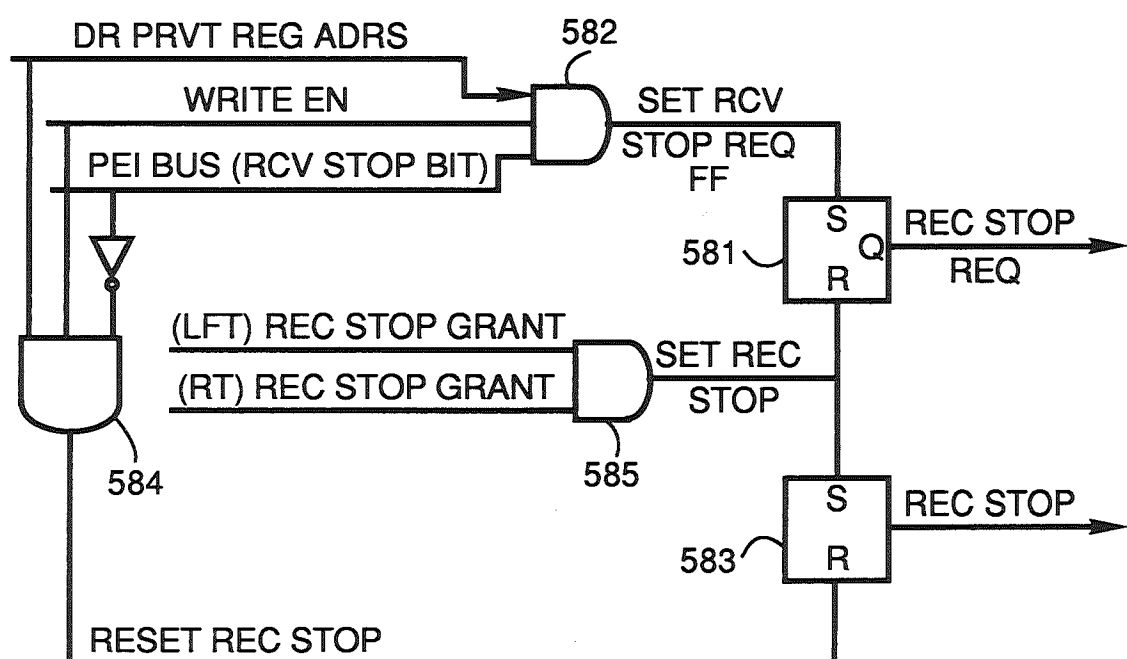 DR PRVT REG ADRS
582
WRITE EN
SET RCV
STOP REQ
FF
PEI BUS (RCV STOP BIT)
S
Q
R
581
REC STOP
REQ
(LFT) REC STOP GRANT
SET REC
STOP
(RT) REC STOP GRANT
584
585
S
R
583
REC STOP
RESET REC STOP